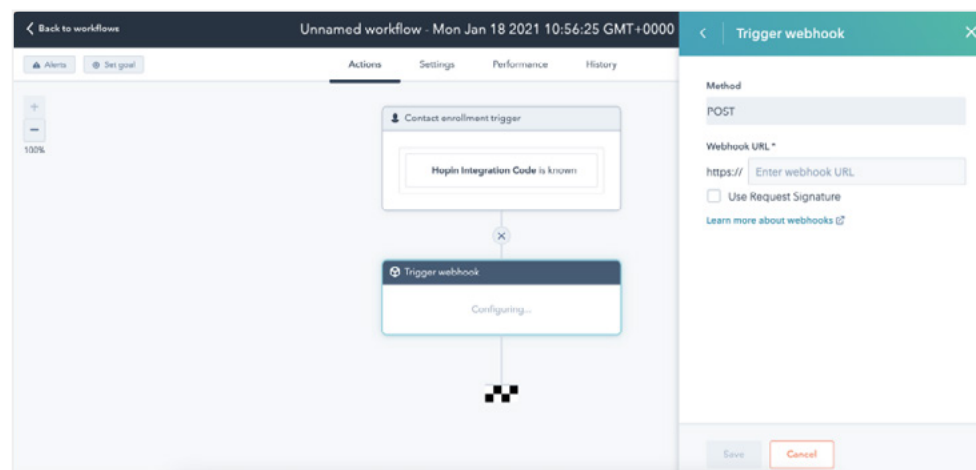 Back to workflows
Unnamed workflow - Mon Jan 18 2021 10:56:25 GMT+0000
Trigger webhook
Alerts
Set goal
Actions
Settings
Performance
History
+
−
100%
Contact enrollment trigger
Hopin Integration Code is known
Trigger webhook
Configuring...
Method
POST
Webhook URL *
https:// Enter webhook URL
Use Request Signature
Learn more about webhooks
Save
Cancel